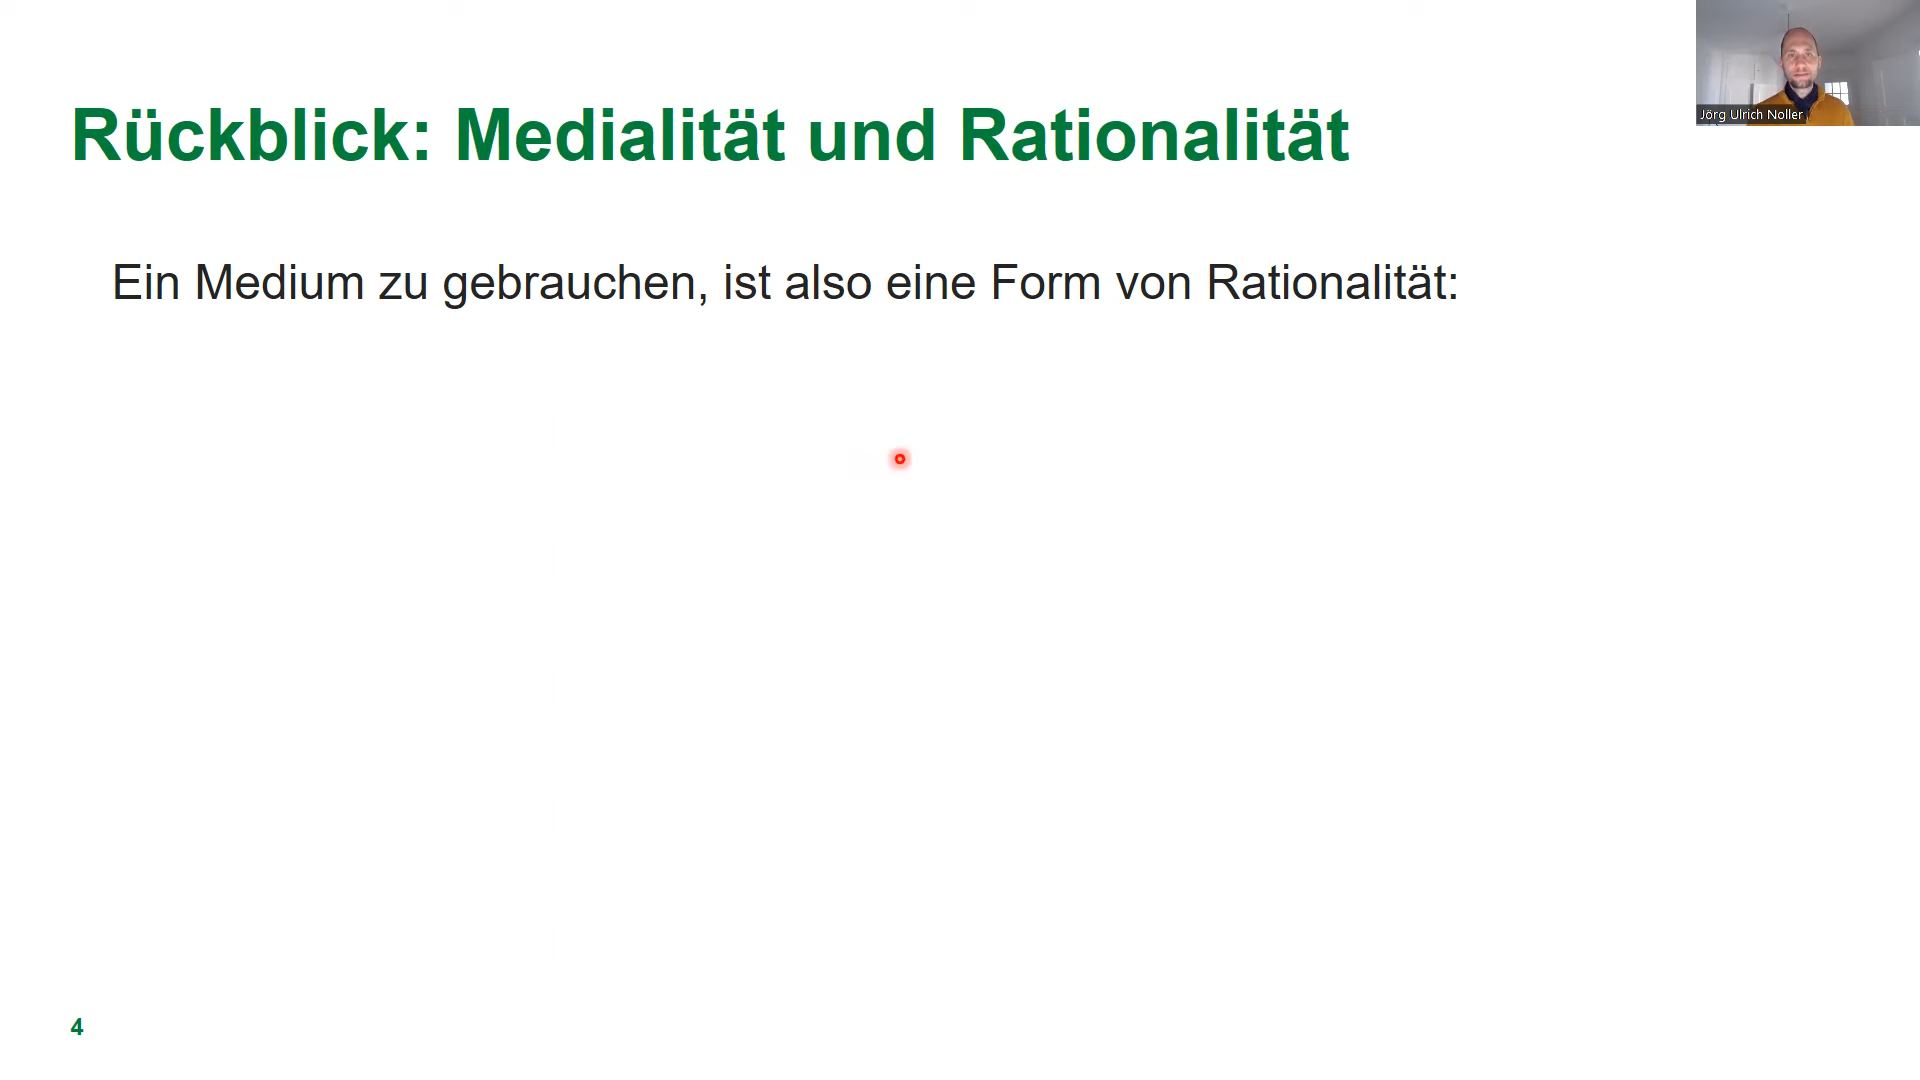 Rückblick: Medialität und Rationalität
Jörg Ulrich Noller
Ein Medium zu gebrauchen, ist also eine Form von Rationalität:
4